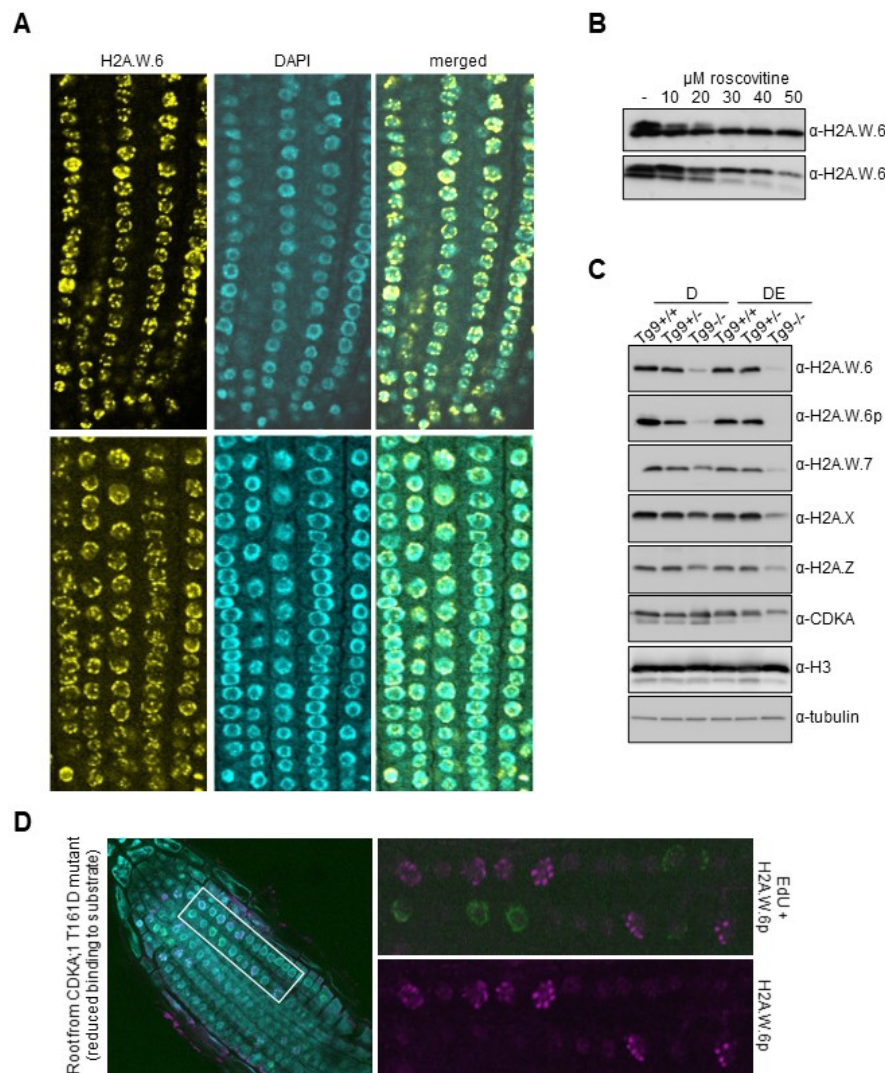 A
H2A.W.6 DAPI merged
B
µM roscovitine
- 10 20 30 40 50
α-H2A.W.6
α-H2A.W.6
C
D DE
Tg9+/+ Tg9+/- Tg9-/- Tg9+/+ Tg9+/- Tg9-/-
α-H2A.W.6
α-H2A.W.6p
α-H2A.W.7
α-H2A.X
α-H2A.Z
α-CDKA
α-H3
α-tubulin
D
Root from CDKA;1 T161D mutant
(reduced binding to substrate)
EdU +
H2A.W.6p
H2A.W.6p